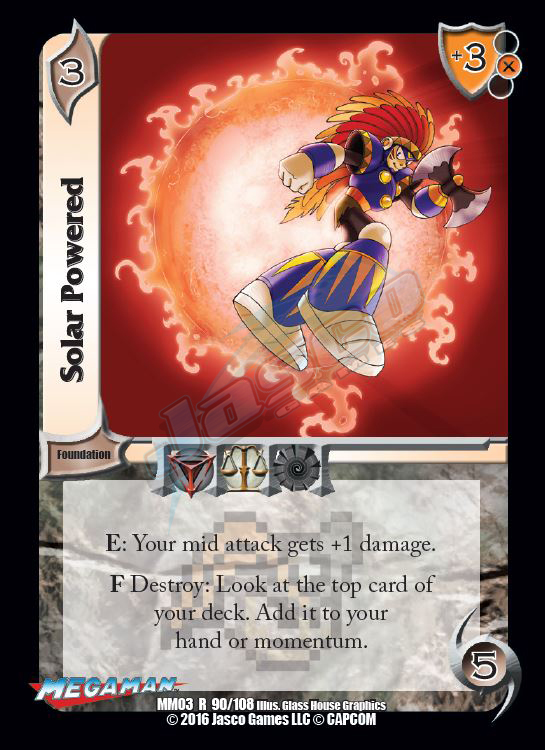 3
+3
X
Solar Powered
Foundation
E: Your mid attack gets +1 damage.
F Destroy: Look at the top card of
your deck. Add it to your
hand or momentum.
5
MEGAMAN™
MM03 R 90/108 Illus. Glass House Graphics
© 2016 Jasco Games LLC © CAPCOM
Jasco